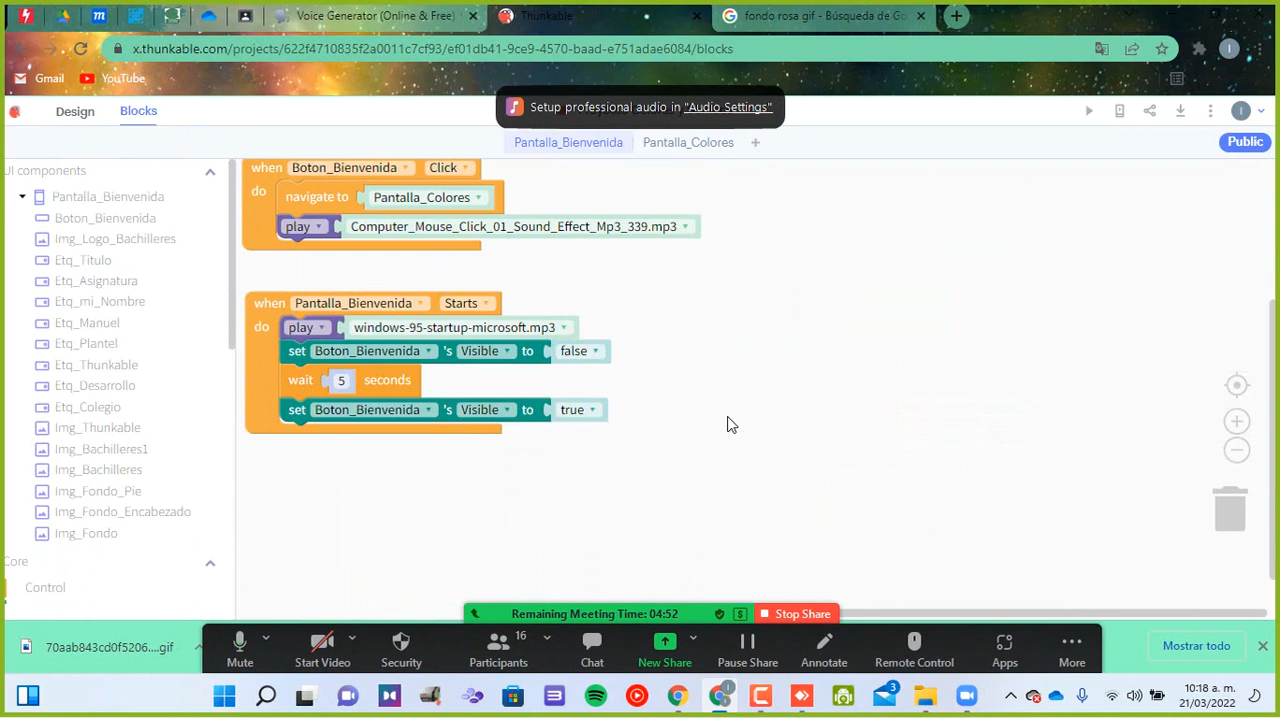 Voice Generator (Online & Free)
Thunkable
fondo rosa gif - Búsqueda de Go
x.thunkable.com/projects/622f4710835f2a0011c7cf93/ef01db41-9ce9-4570-baad-e751adae6084/blocks
Gmail
YouTube
Setup professional audio in "Audio Settings"
Design
Blocks
Pantalla_Bienvenida
Pantalla_Colores
Public
UI components
Pantalla_Bienvenida
Boton_Bienvenida
Img_Logo_Bachilleres
Etq_Titulo
Etq_Asignatura
Etq_mi_Nombre
Etq_Manuel
Etq_Plantel
Etq_Thunkable
Etq_Desarrollo
Etq_Colegio
Img_Thunkable
Img_Bachilleres1
Img_Bachilleres
Img_Fondo_Pie
Img_Fondo_Encabezado
Img_Fondo
Core
Control
when Boton_Bienvenida Click
do navigate to Pantalla_Colores
play Computer_Mouse_Click_01_Sound_Effect_Mp3_339.mp3
when Pantalla_Bienvenida Starts
do play windows-95-startup-microsoft.mp3
set Boton_Bienvenida 's Visible to false
wait 5 seconds
set Boton_Bienvenida 's Visible to true
Remaining Meeting Time: 04:52
Stop Share
70aab843cd0f5206....gif
Mute
Start Video
Security
16
Participants
Chat
New Share
Pause Share
Annotate
Remote Control
Apps
More
Mostrar todo
3
10:18 a. m.
21/03/2022